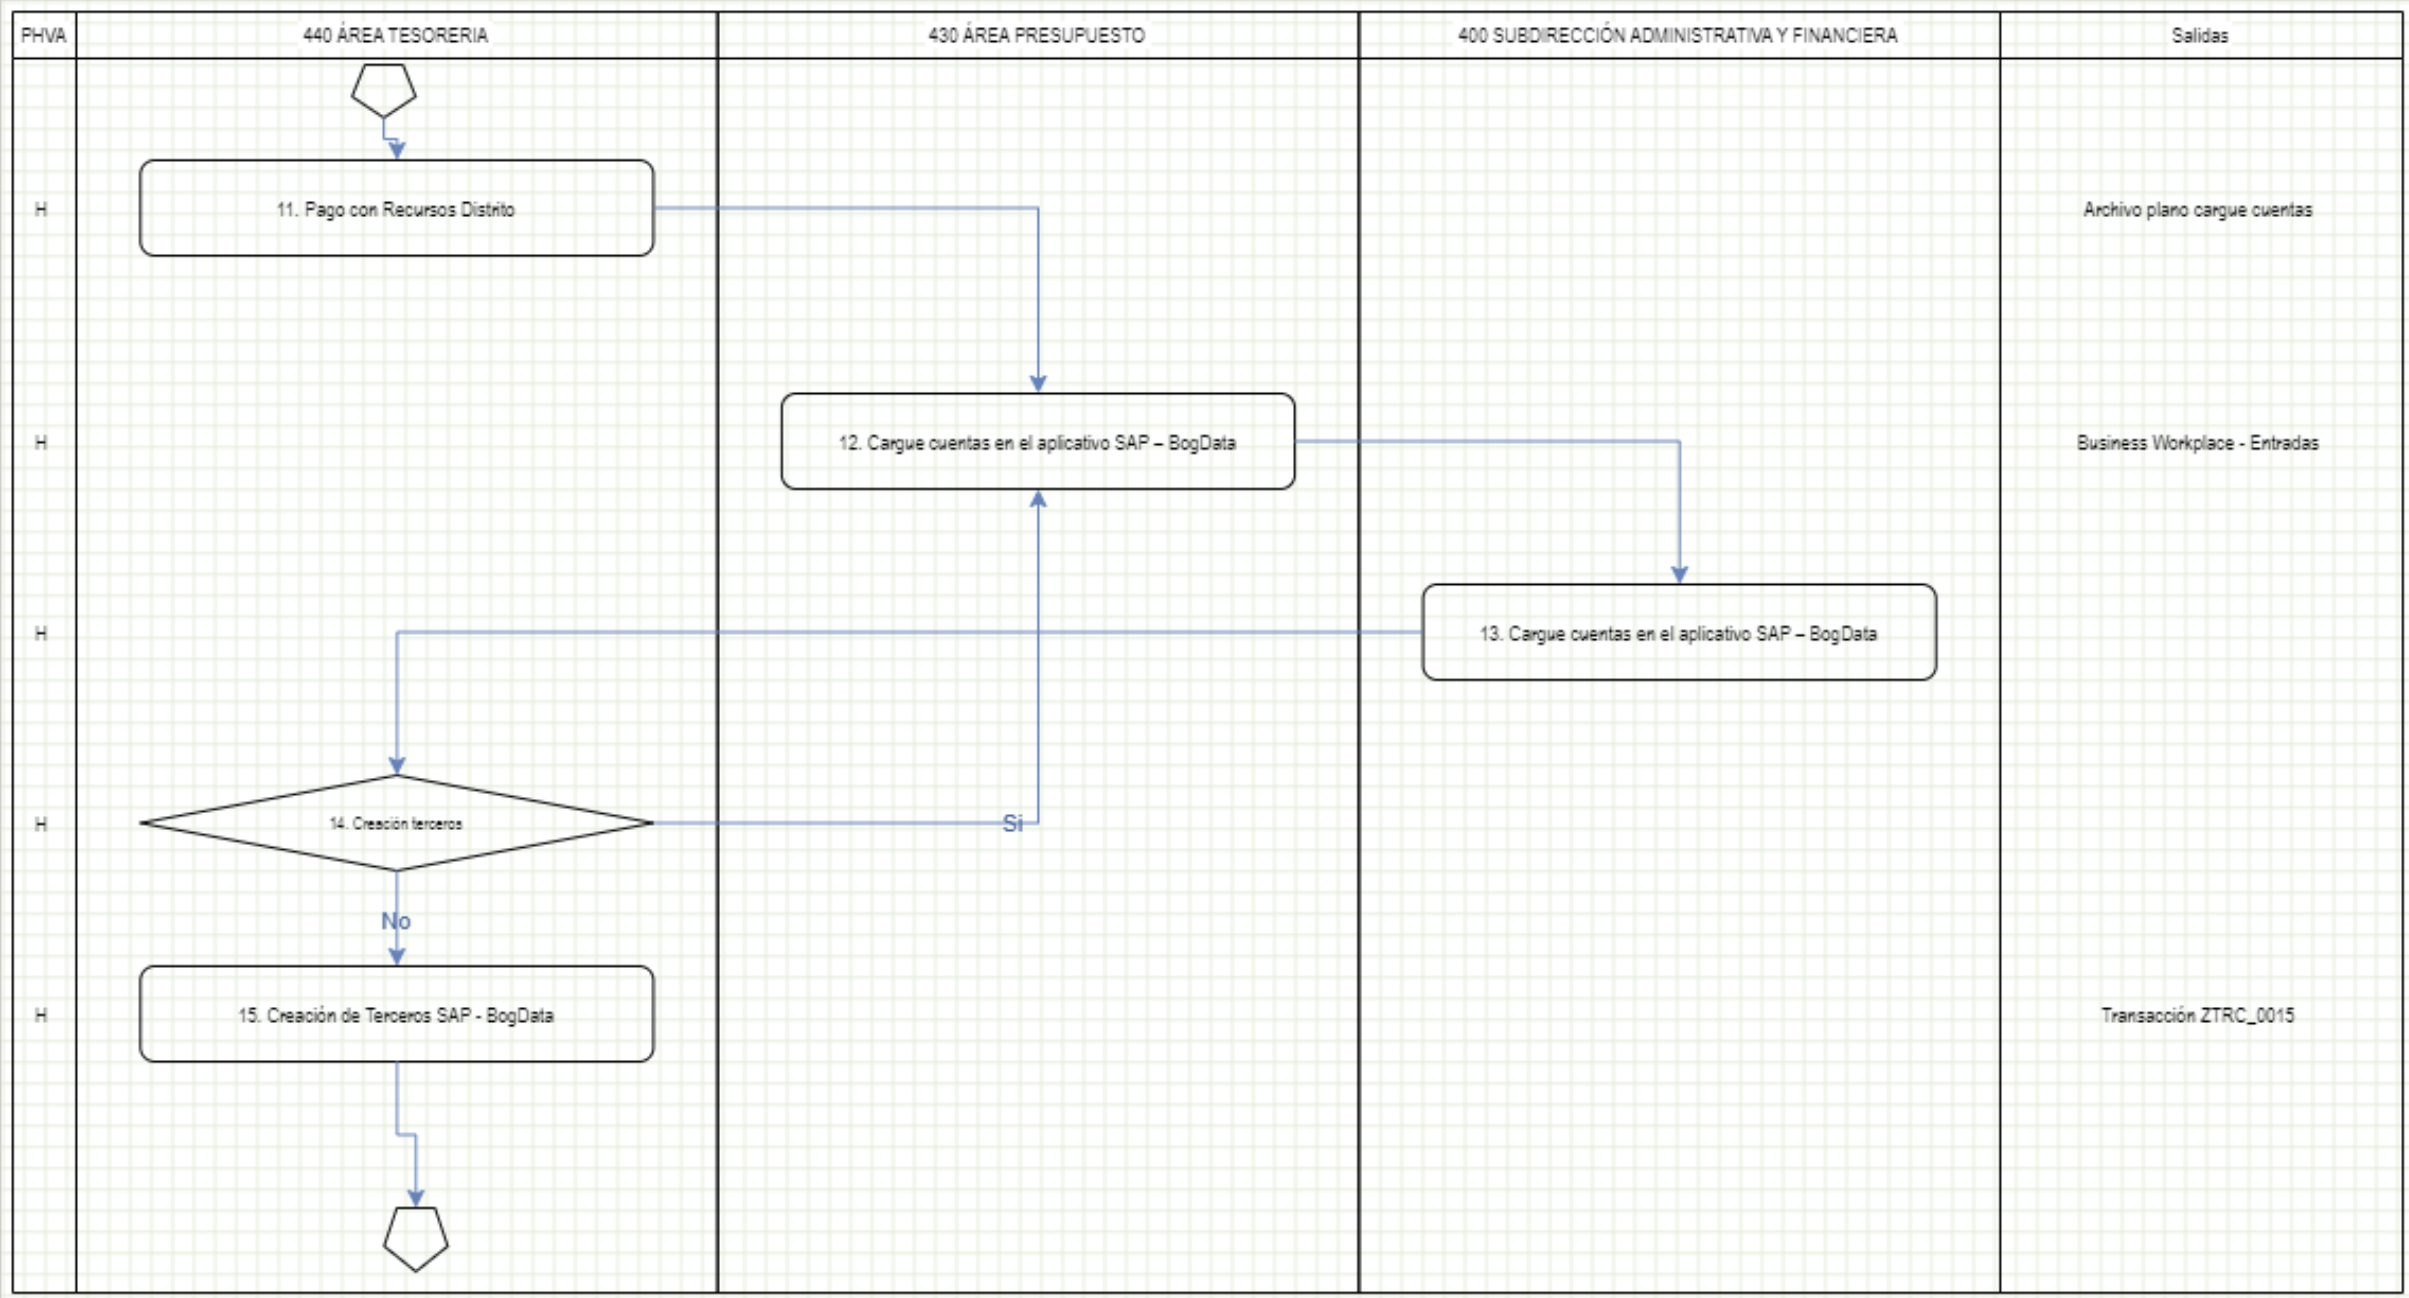 PHVA
440 ÁREA TESORERIA
430 ÁREA PRESUPUESTO
400 SUBDIRECCIÓN ADMINISTRATIVA Y FINANCIERA
Salidas
H
11. Pago con Recursos Distrito
Archivo plano cargue cuentas
H
12. Cargue cuentas en el aplicativo SAP – BogData
Business Workplace - Entradas
H
13. Cargue cuentas en el aplicativo SAP – BogData
H
14. Creación terceros
Si
No
H
15. Creación de Terceros SAP - BogData
Transacción ZTRC_0015